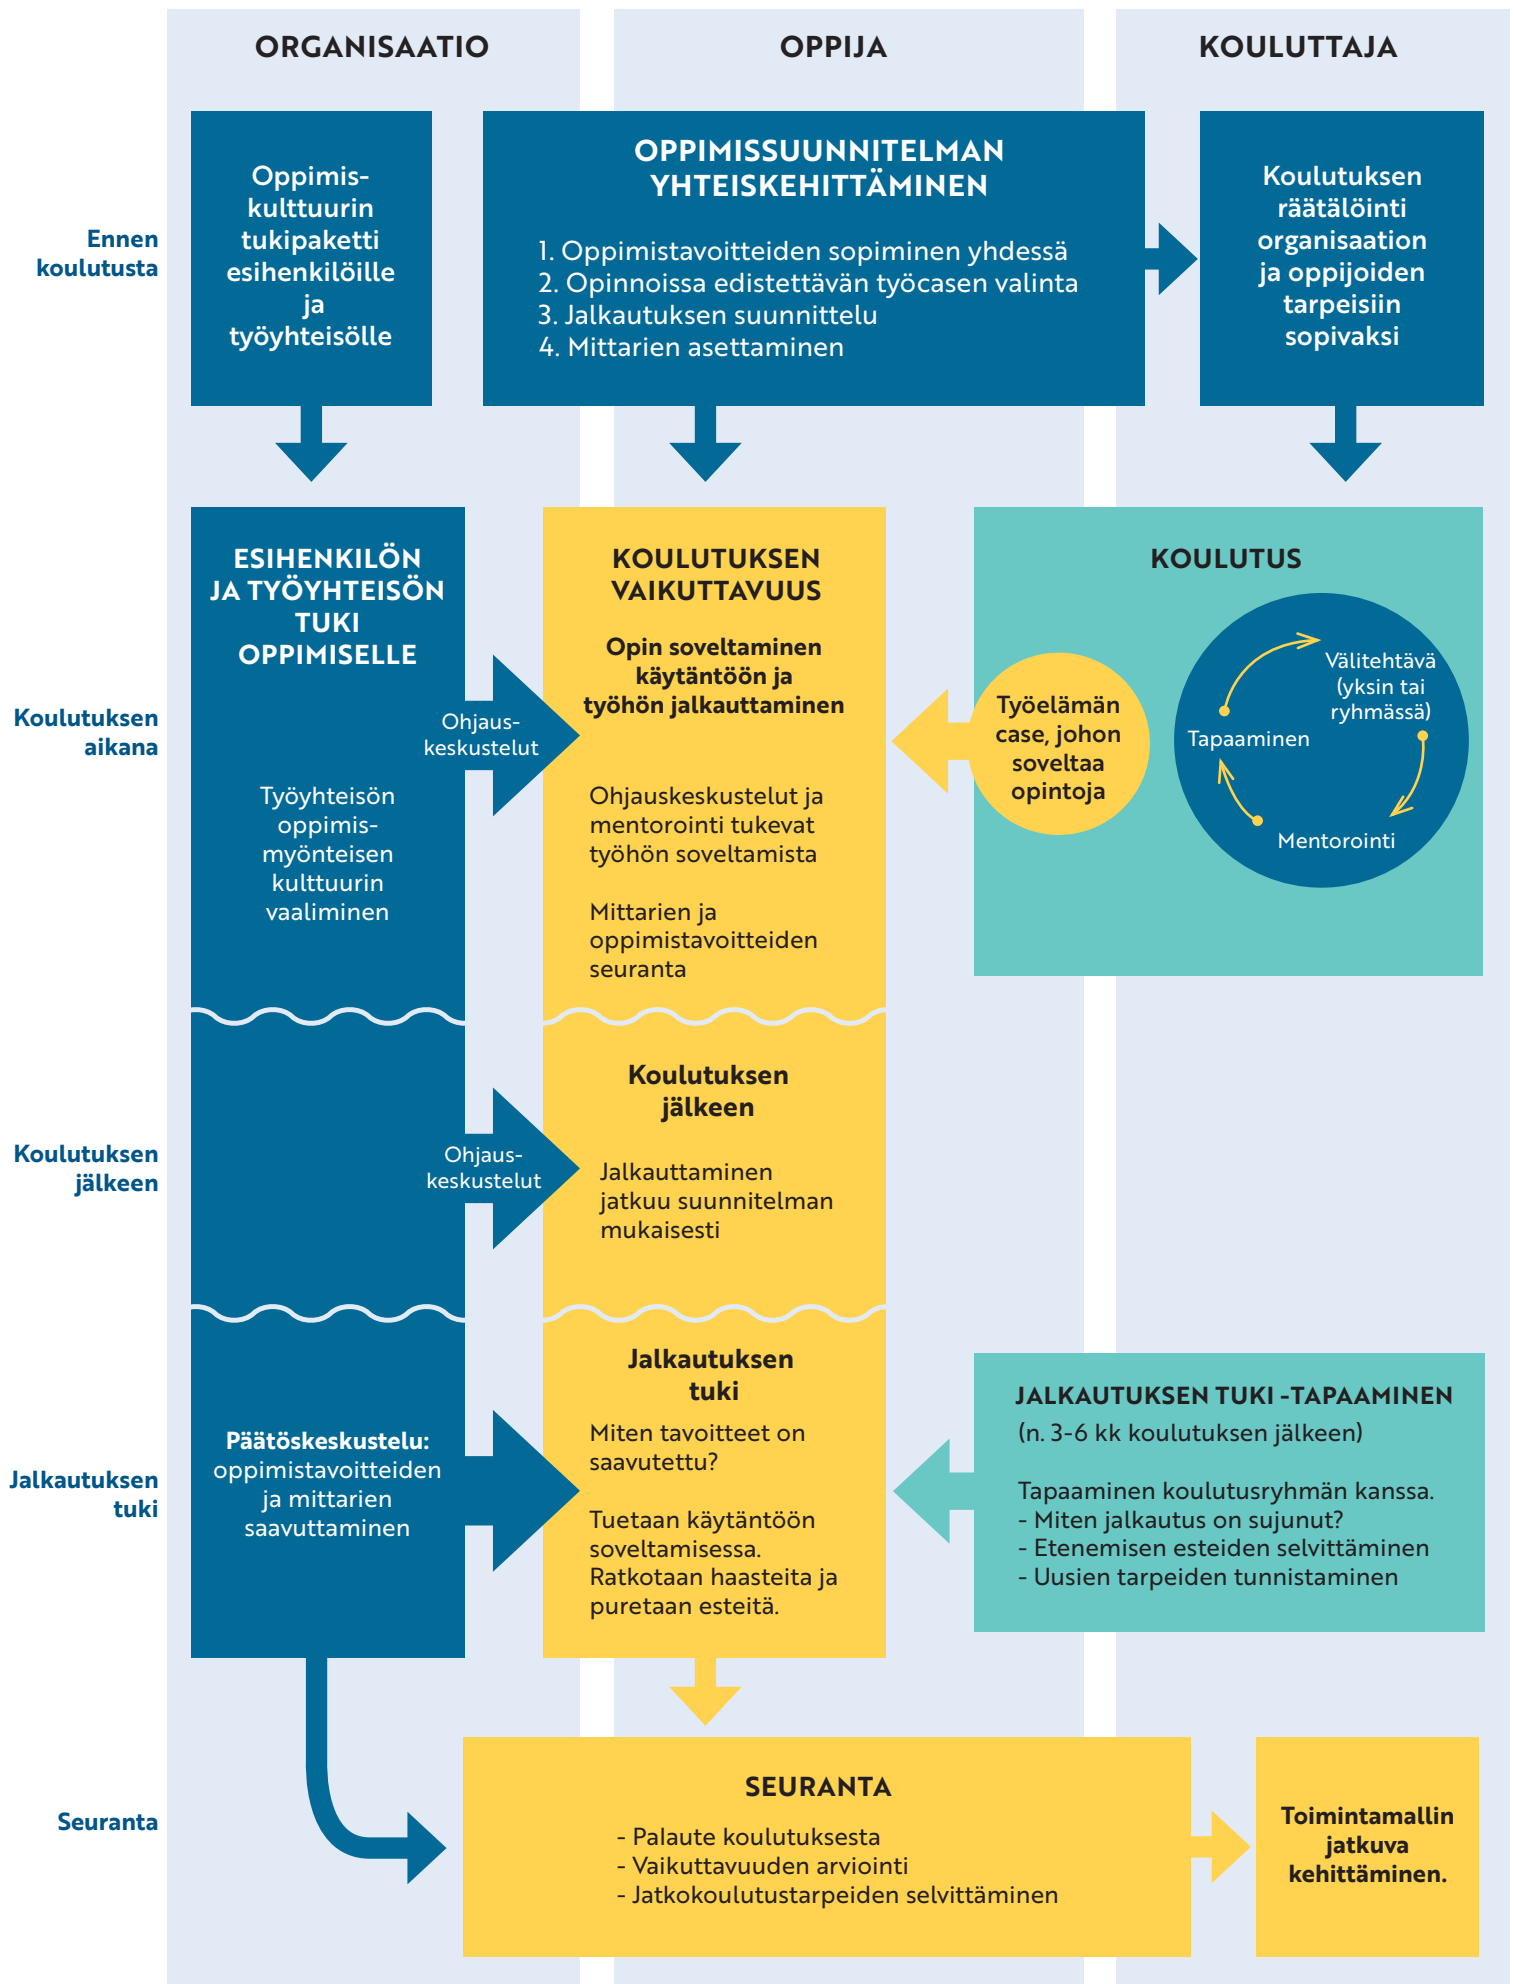 ORGANISAATIO
OPPIJA
KOULUTTAJA
Ennen
koulutusta
Oppimis-
kulttuurin
tukipaketti
esihenkilöille
ja
työyhteisölle
OPPIMISSUUNNITELMAN
YHTEISKEHITTÄMINEN
1. Oppimistavoitteiden sopiminen yhdessä
2. Opinnoissa edistettävän työcasen valinta
3. Jalkautuksen suunnittelu
4. Mittarien asettaminen
Koulutuksen
räätälöinti
organisaation
ja oppijoiden
tarpeisiin
sopivaksi
Koulutuksen
aikana
ESIHENKILÖN
JA TYÖYHTEISÖN
TUKI
OPPIMISELLE
Työyhteisön
oppimis-
myönteisen
kulttuurin
vaaliminen
Ohjaus-
keskustelut
KOULUTUKSEN
VAIKUTTAVUUS
Opin soveltaminen
käytäntöön ja
työhön jalkauttaminen
Ohjauskeskustelut ja
mentorointi tukevat
työhön soveltamista
Mittarien ja
oppimistavoitteiden
seuranta
KOULUTUS
Työelämän
case, johon
soveltaa
opintoja
Välitehtävä
(yksin tai
ryhmässä)
Tapaaminen
Mentorointi
Koulutuksen
jälkeen
Ohjaus-
keskustelut
Koulutuksen
jälkeen
Jalkauttaminen
jatkuu suunnitelman
mukaisesti
Jalkautuksen
tuki
Päätöskeskustelu:
oppimistavoitteiden
ja mittarien
saavuttaminen
Jalkautuksen
tuki
Miten tavoitteet on
saavutettu?
Tuetaan käytäntöön
soveltamisessa.
Ratkotaan haasteita ja
puretaan esteitä.
JALKAUTUKSEN TUKI -TAPAAMINEN
(n. 3-6 kk koulutuksen jälkeen)
Tapaaminen koulutusryhmän kanssa.
- Miten jalkautus on sujunut?
- Etenemisen esteiden selvittäminen
- Uusien tarpeiden tunnistaminen
Seuranta
SEURANTA
- Palaute koulutuksesta
- Vaikuttavuuden arviointi
- Jatkokoulutustarpeiden selvittäminen
Toimintamallin
jatkuva
kehittäminen.